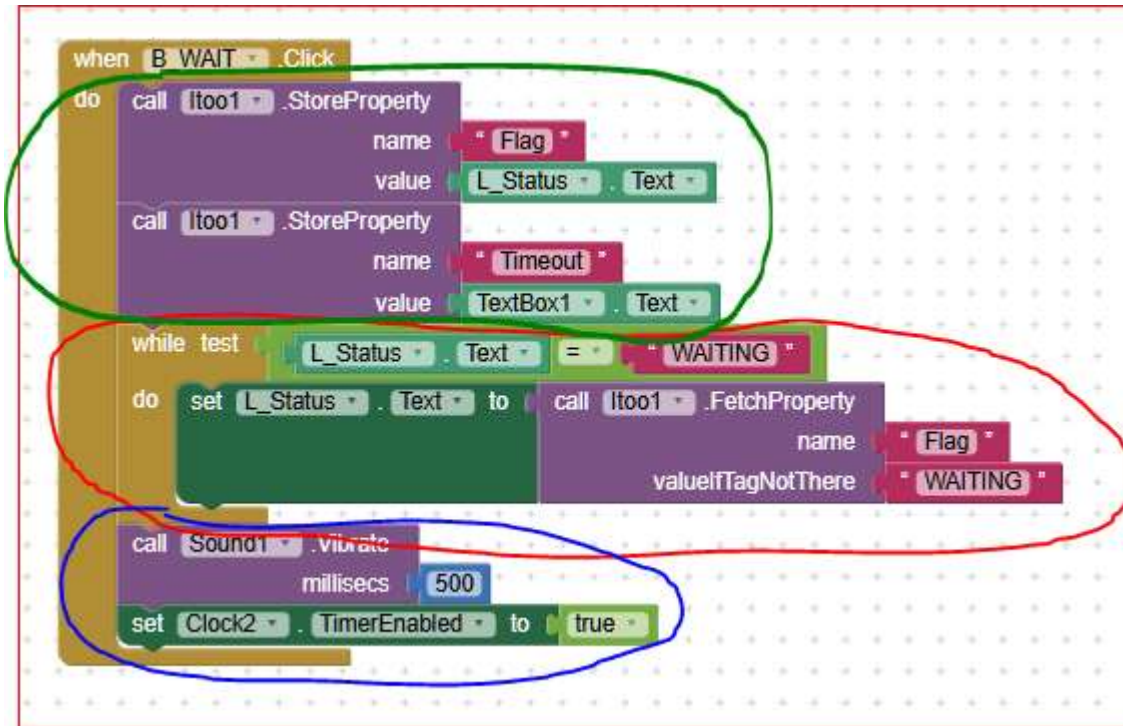 when B_WAIT .Click
do call Itoo1 .StoreProperty
name " Flag "
value L_Status . Text
call Itoo1 .StoreProperty
name " Timeout "
value TextBox1 . Text
while test L_Status . Text = " WAITING "
do set L_Status . Text to call Itoo1 .FetchProperty
name " Flag "
valueIfTagNotThere " WAITING "
call Sound1 .Vibrate
millisecs 500
set Clock2 . TimerEnabled to true